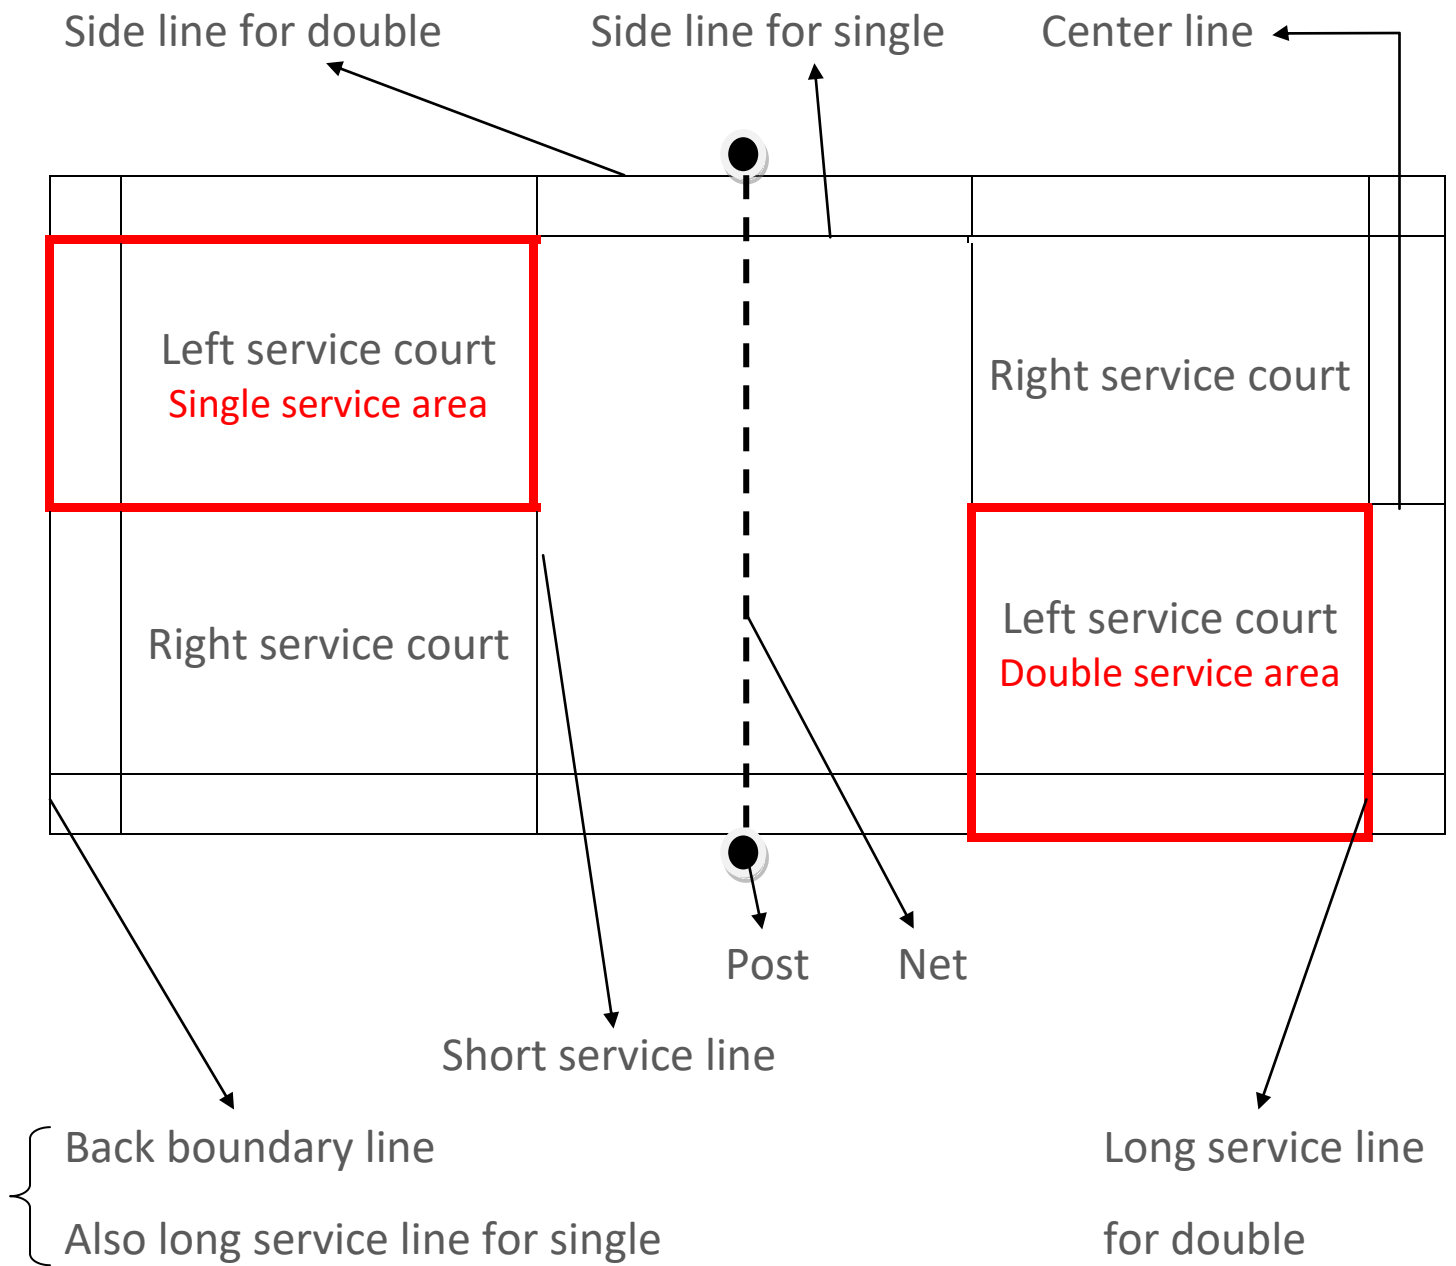 Side line for double
Side line for single
Center line
Left service court
Single service area
Right service court
Right service court
Left service court
Double service area
Post
Net
Short service line
Back boundary line
Also long service line for single
Long service line
for double